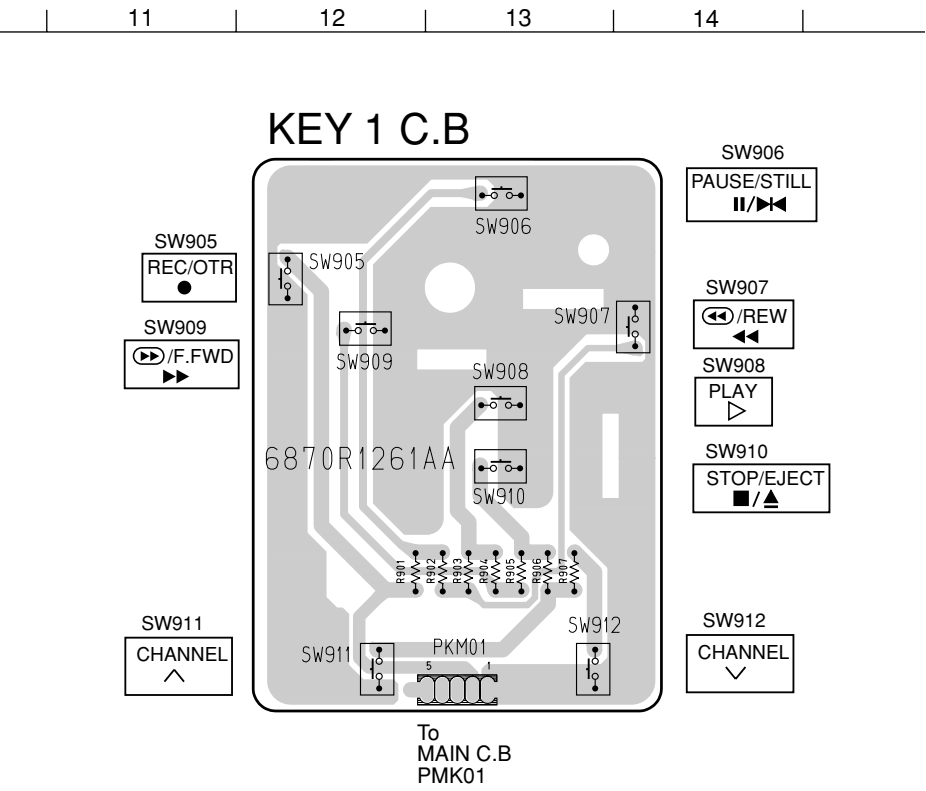 11 12 13 14
KEY 1 C.B
SW906
PAUSE/STILL
SW905
REC/OTR
SW909
/F.FWD
SW907
/REW
SW908
PLAY
SW910
STOP/EJECT
/
SW911
CHANNEL
SW912
CHANNEL
SW906
SW905
SW907
SW909
SW908
6870R1261AA
SW910
R901
R902
R903
R904
R905
R906
R907
SW912
SW911
PKM01
5 1
To
MAIN C.B
PMK01